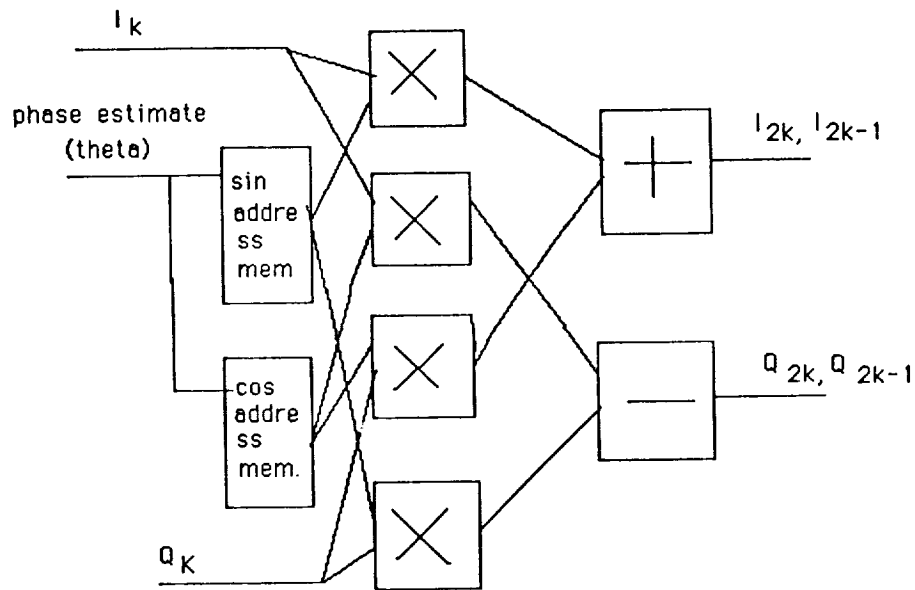 I K
phase estimate
(theta)
sin
addre
ss
mem
I 2k, I 2k-1
cos
addre
ss
mem.
Q 2k, Q 2k-1
Q K